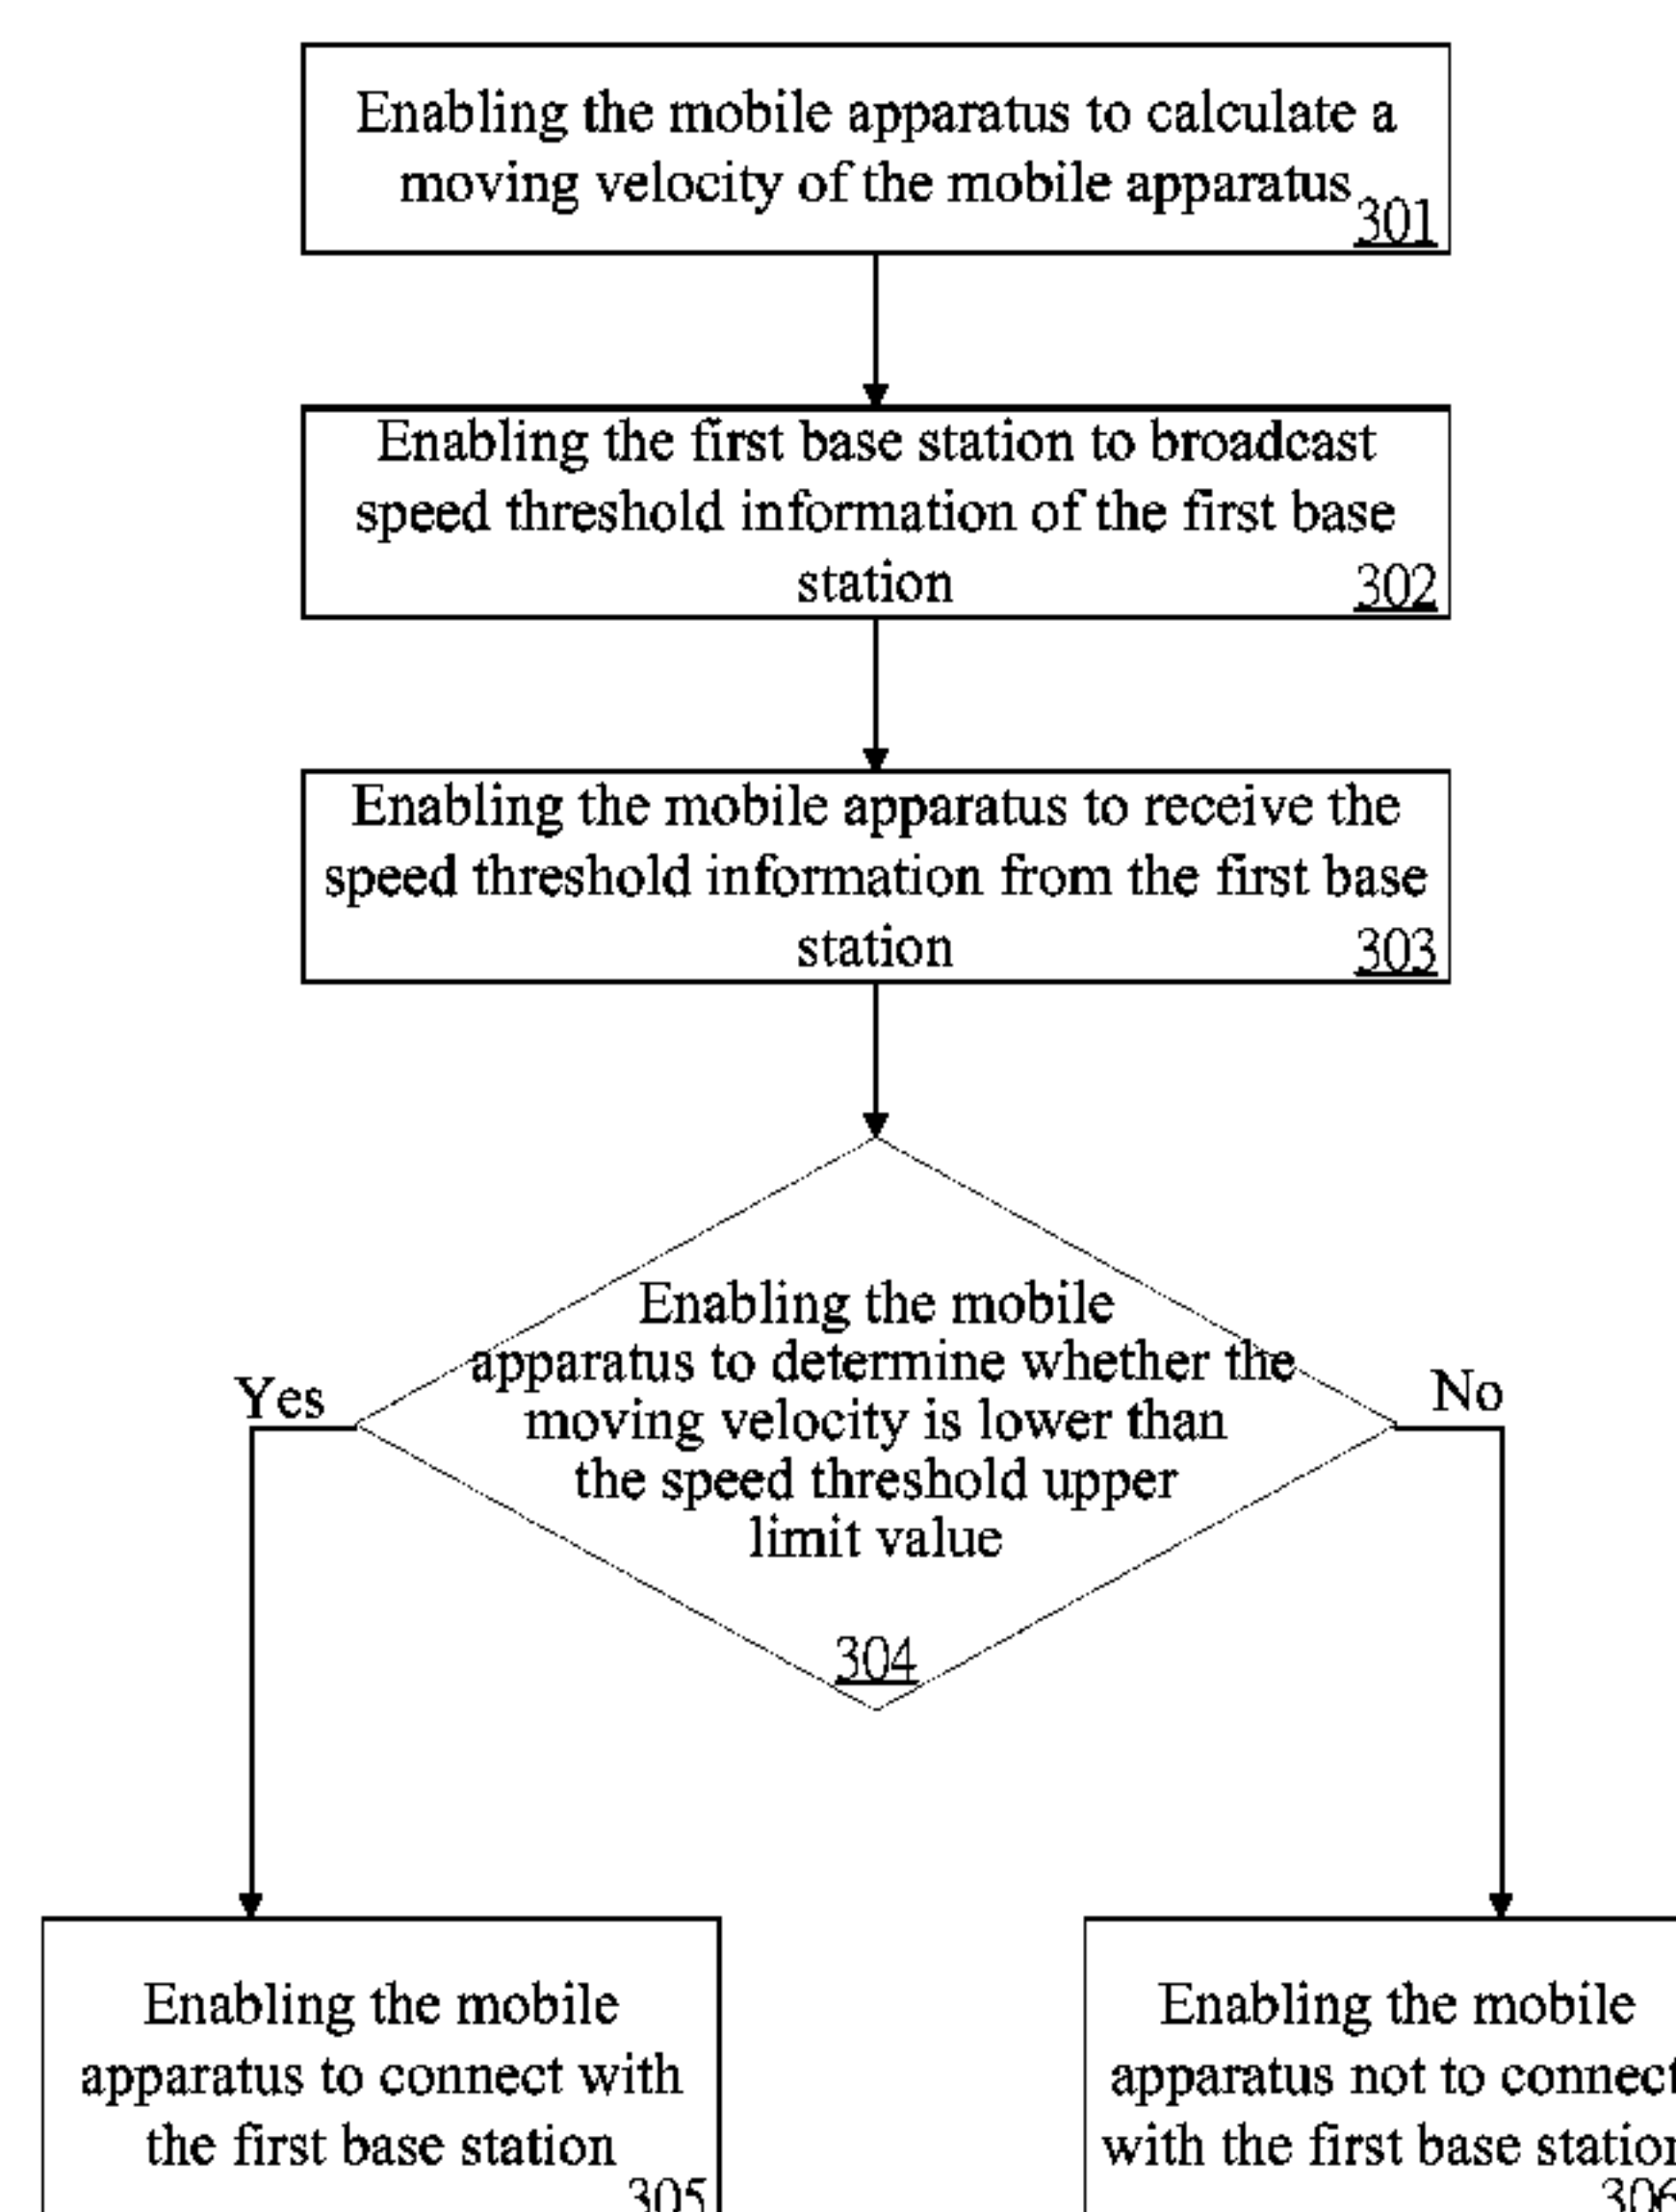 Enabling the mobile apparatus to calculate a
moving velocity of the mobile apparatus
301
Enabling the first base station to broadcast
speed threshold information of the first base
station
302
Enabling the mobile apparatus to receive the
speed threshold information from the first base
station
303
Enabling the mobile
apparatus to determine whether the
moving velocity is lower than
the speed threshold upper
limit value
304
Yes
No
Enabling the mobile
apparatus to connect with
the first base station
305
Enabling the mobile
apparatus not to connect
with the first base station
306